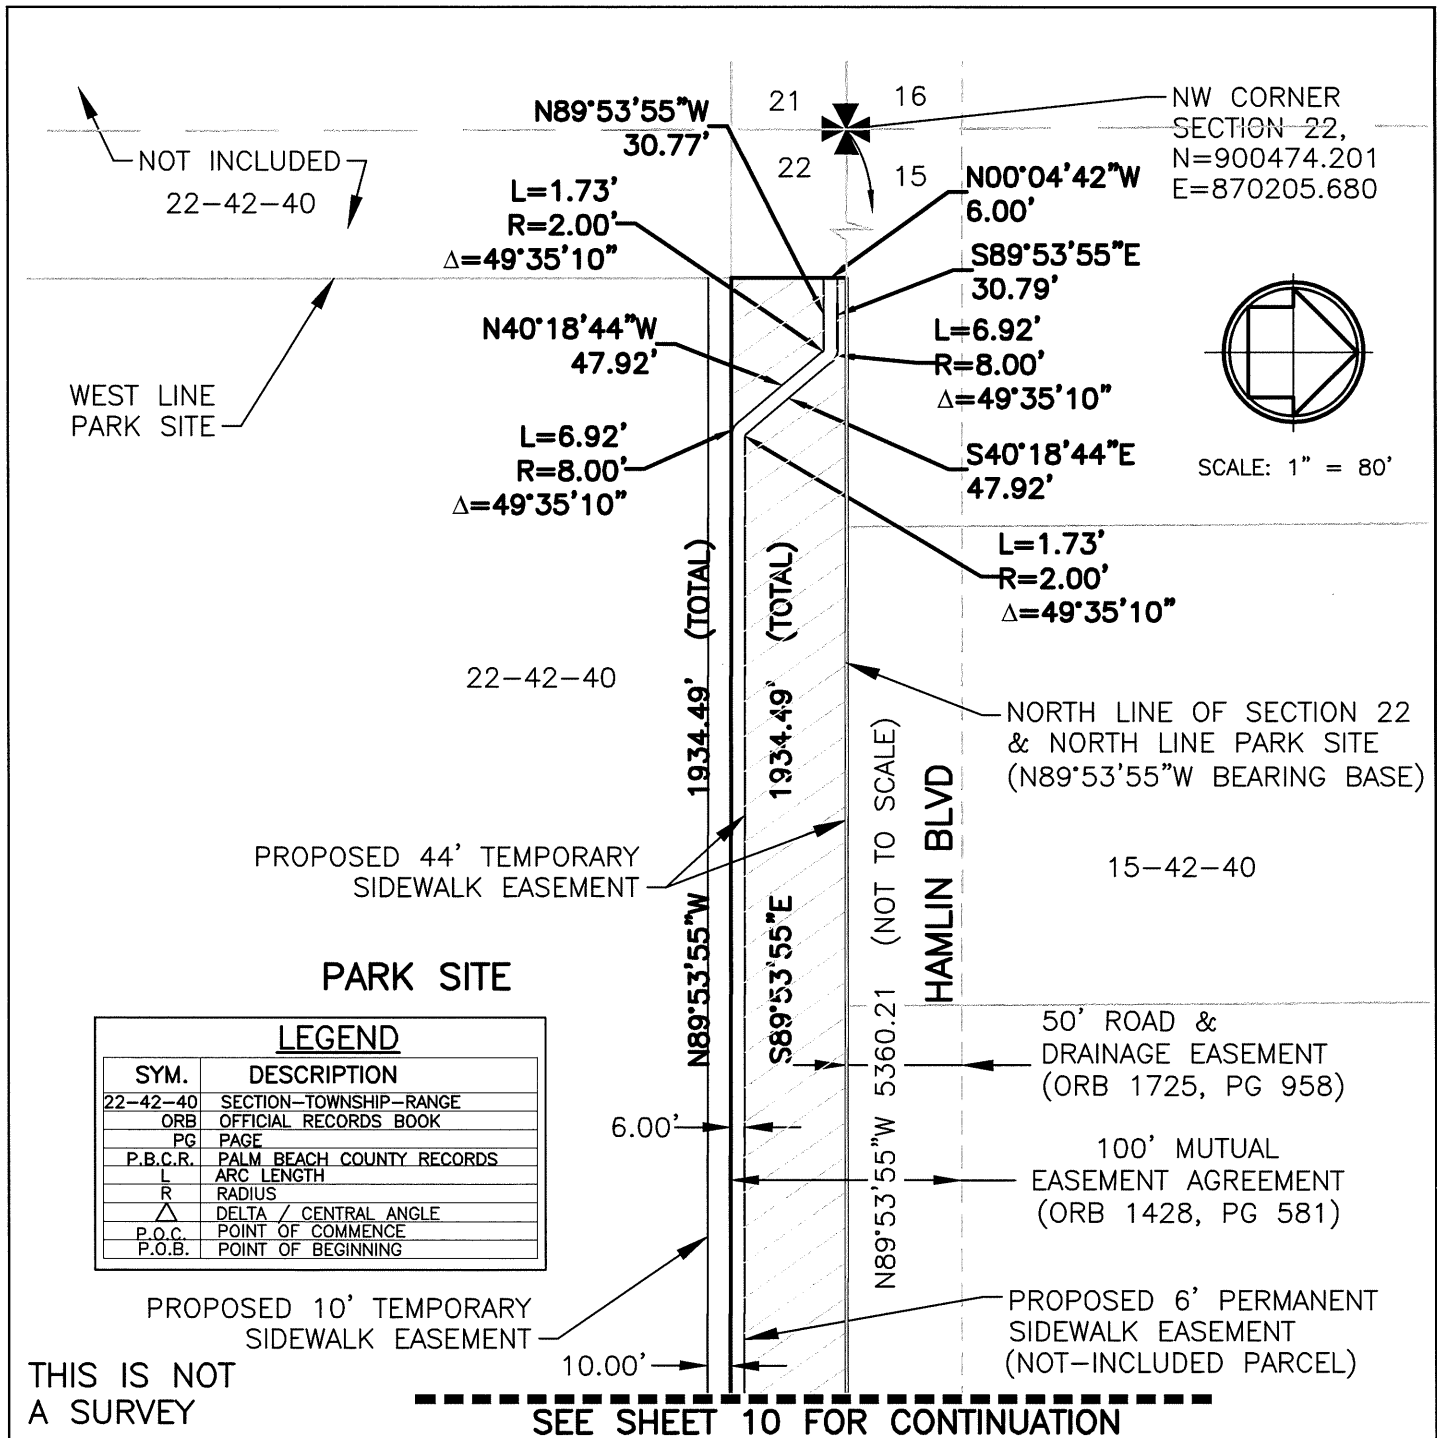 21
16
22
15
N89°53'55"W
30.77'
NW CORNER
SECTION 22,
N=900474.201
E=870205.680
NOT INCLUDED
22-42-40
L=1.73'
R=2.00'
Δ=49°35'10"
N00°04'42"W
6.00'
S89°53'55"E
30.79'
N40°18'44"W
47.92'
L=6.92'
R=8.00'
Δ=49°35'10"
WEST LINE
PARK SITE
L=6.92'
R=8.00'
Δ=49°35'10"
S40°18'44"E
47.92'
SCALE: 1" = 80'
L=1.73'
R=2.00'
Δ=49°35'10"
22-42-40
N89°53'55"W 1934.49' (TOTAL)
S89°53'55"E 1934.49' (TOTAL)
N89°53'55"W 5360.21 (NOT TO SCALE)
HAMLIN BLVD
NORTH LINE OF SECTION 22
& NORTH LINE PARK SITE
(N89°53'55"W BEARING BASE)
PROPOSED 44' TEMPORARY
SIDEWALK EASEMENT
15-42-40
PARK SITE
50' ROAD &
DRAINAGE EASEMENT
(ORB 1725, PG 958)
LEGEND
SYM. DESCRIPTION
22-42-40 SECTION-TOWNSHIP-RANGE
ORB OFFICIAL RECORDS BOOK
PG PAGE
P.B.C.R. PALM BEACH COUNTY RECORDS
L ARC LENGTH
R RADIUS
△ DELTA / CENTRAL ANGLE
P.O.C. POINT OF COMMENCE
P.O.B. POINT OF BEGINNING
6.00'
100' MUTUAL
EASEMENT AGREEMENT
(ORB 1428, PG 581)
PROPOSED 10' TEMPORARY
SIDEWALK EASEMENT
PROPOSED 6' PERMANENT
SIDEWALK EASEMENT
(NOT-INCLUDED PARCEL)
10.00'
THIS IS NOT
A SURVEY
SEE SHEET 10 FOR CONTINUATION